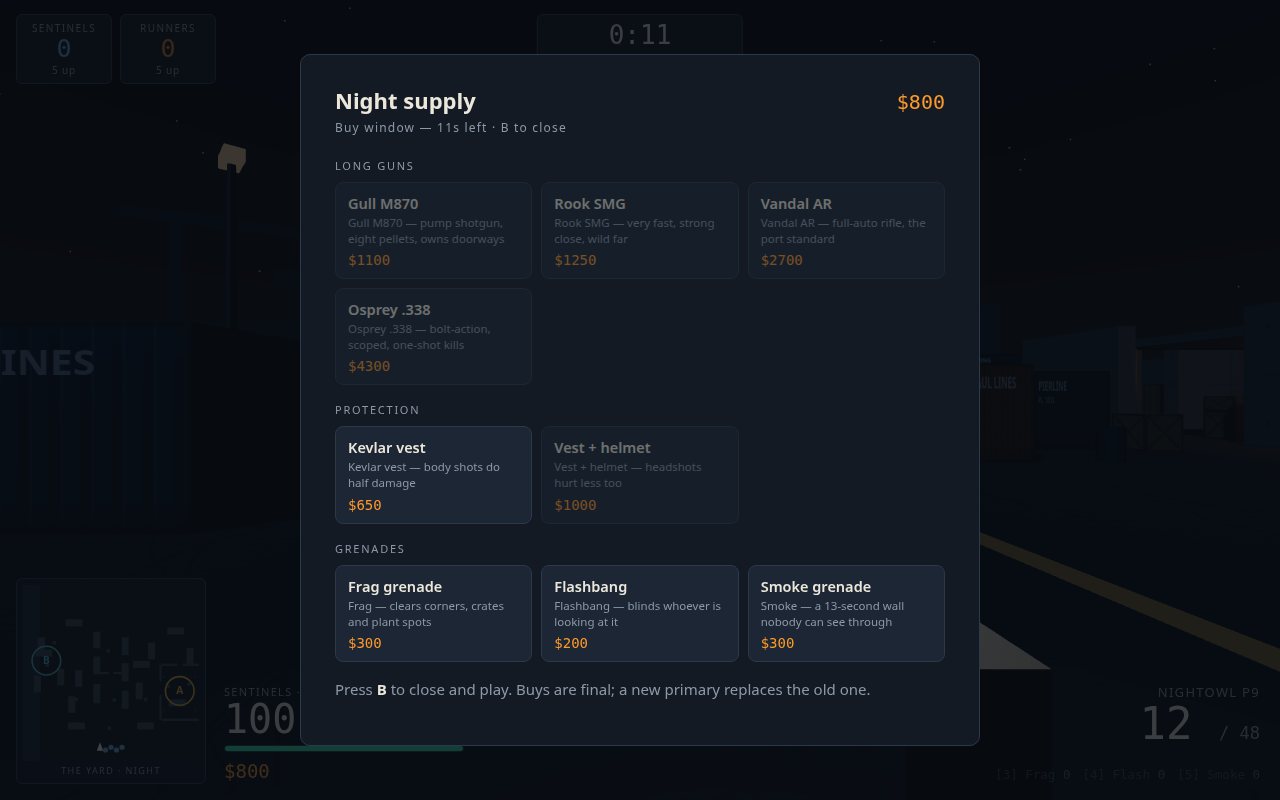 SENTINELS
0
5 up
RUNNERS
0
5 up
0:11
Night supply
$800
Buy window — 11s left · B to close
LONG GUNS
Gull M870
Gull M870 — pump shotgun,
eight pellets, owns doorways
$1100
Rook SMG
Rook SMG — very fast, strong
close, wild far
$1250
Vandal AR
Vandal AR — full-auto rifle, the
port standard
$2700
Osprey .338
Osprey .338 — bolt-action,
scoped, one-shot kills
$4300
PROTECTION
Kevlar vest
Kevlar vest — body shots do
half damage
$650
Vest + helmet
Vest + helmet — headshots
hurt less too
$1000
GRENADES
Frag grenade
Frag — clears corners, crates
and plant spots
$300
Flashbang
Flashbang — blinds whoever is
looking at it
$200
Smoke grenade
Smoke — a 13-second wall
nobody can see through
$300
Press B to close and play. Buys are final; a new primary replaces the old one.
INES
LINES
PIERLINE
B
A
THE YARD · NIGHT
SENTINELS ·
100
$800
NIGHTOWL P9
12 / 48
[3] Frag 0 [4] Flash 0 [5] Smoke 0